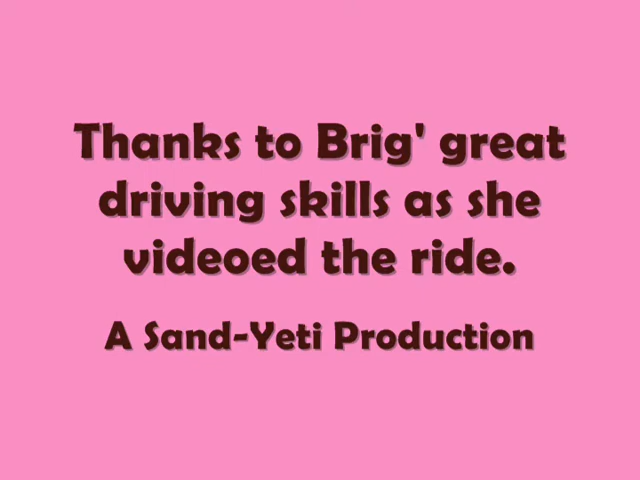 Thanks to Brig' great
driving skills as she
videoed the ride.
A Sand-Yeti Production